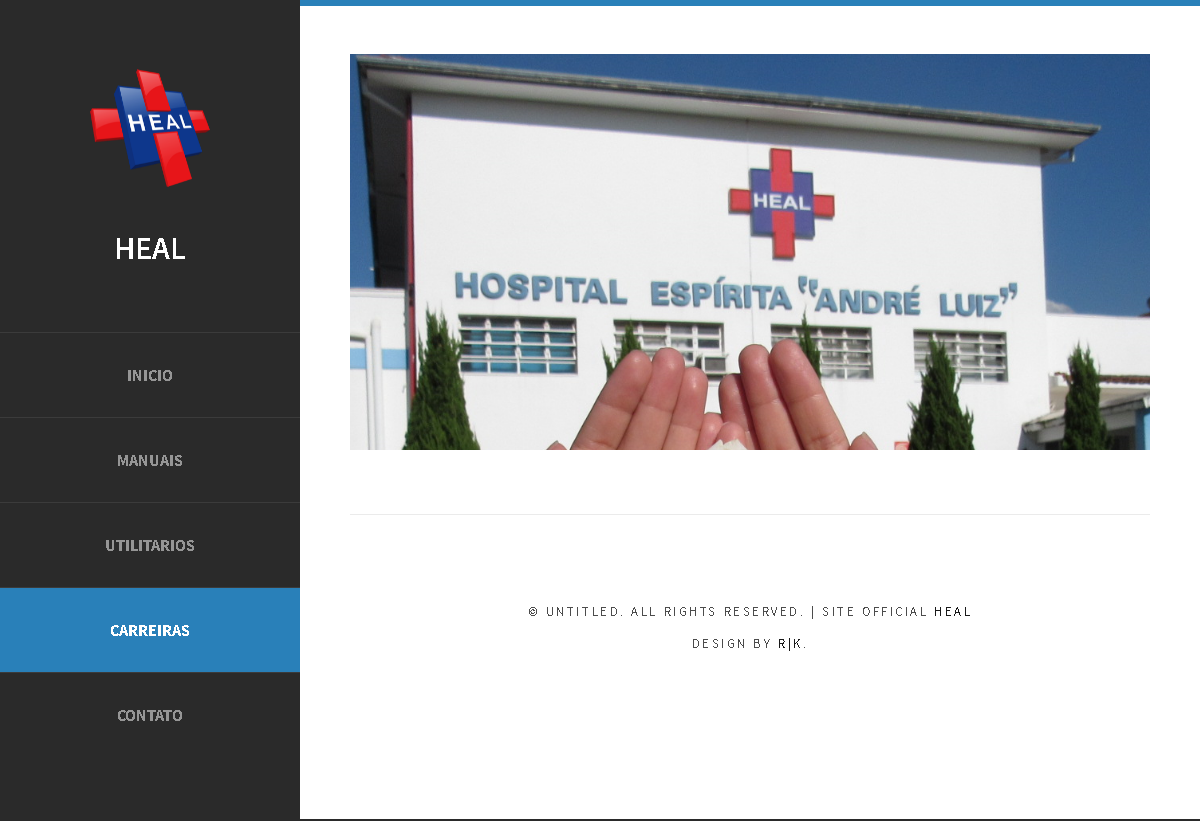 HEAL
HEAL
INICIO
MANUAIS
UTILITARIOS
CARREIRAS
CONTATO
HEAL
HOSPITAL ESPÍRITA "ANDRÉ LUIZ"
© UNTITLED. ALL RIGHTS RESERVED. | SITE OFFICIAL HEAL
DESIGN BY R|K.